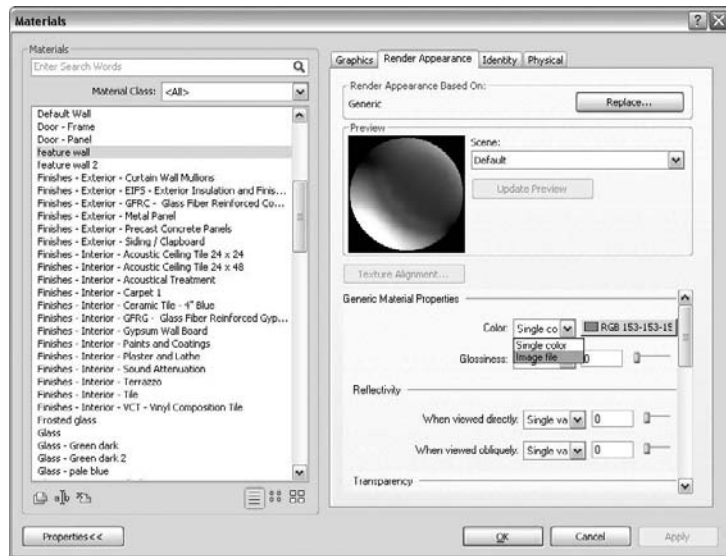 Materials
Materials
Enter Search Words
Material Class: <All>
Default Wall
Door - Frame
Door - Panel
feature wall
feature wall 2
Finishes - Exterior - Curtain Wall Mullions
Finishes - Exterior - EIFS - Exterior Insulation and Finis...
Finishes - Exterior - GFRC - Glass Fiber Reinforced Co...
Finishes - Exterior - Metal Panel
Finishes - Exterior - Precast Concrete Panels
Finishes - Exterior - Siding / Clapboard
Finishes - Interior - Acoustic Ceiling Tile 24 x 24
Finishes - Interior - Acoustic Ceiling Tile 24 x 48
Finishes - Interior - Acoustical Treatment
Finishes - Interior - Carpet 1
Finishes - Interior - Ceramic Tile - 4" Blue
Finishes - Interior - GFRG - Glass Fiber Reinforced Gyp...
Finishes - Interior - Gypsum Wall Board
Finishes - Interior - Paints and Coatings
Finishes - Interior - Plaster and Lathe
Finishes - Interior - Sound Attenuation
Finishes - Interior - Terrazzo
Finishes - Interior - Tile
Finishes - Interior - VCT - Vinyl Composition Tile
Frosted glass
Glass
Glass - Green dark
Glass - Green dark 2
Glass - pale blue
Properties <<
Graphics Render Appearance Identity Physical
Render Appearance Based On:
Generic Replace...
Preview
Scene:
Default
Update Preview
Texture Alignment...
Generic Material Properties
Color: Single co RGB 153-153-15
Single color
Image file
Glossiness: 0
Reflectivity
When viewed directly: Single va 0
When viewed obliquely: Single va 0
Transparency
OK Cancel Apply